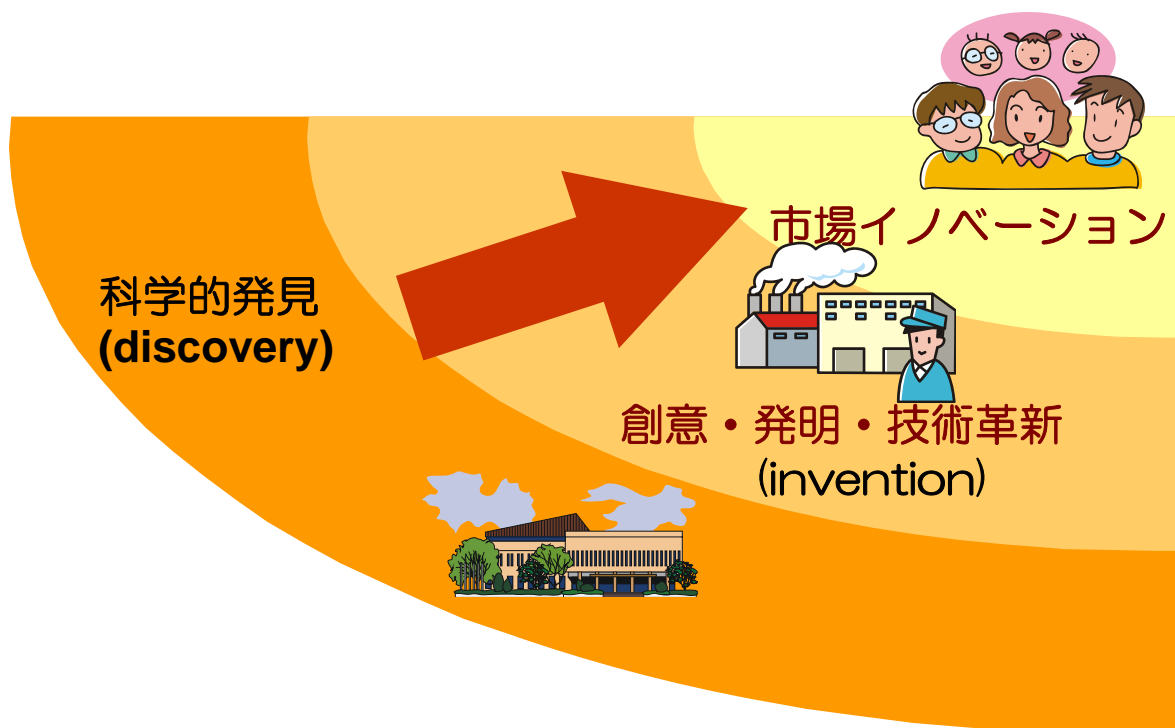 市場イノベーション
科学的発見
(discovery)
創意・発明・技術革新
(invention)